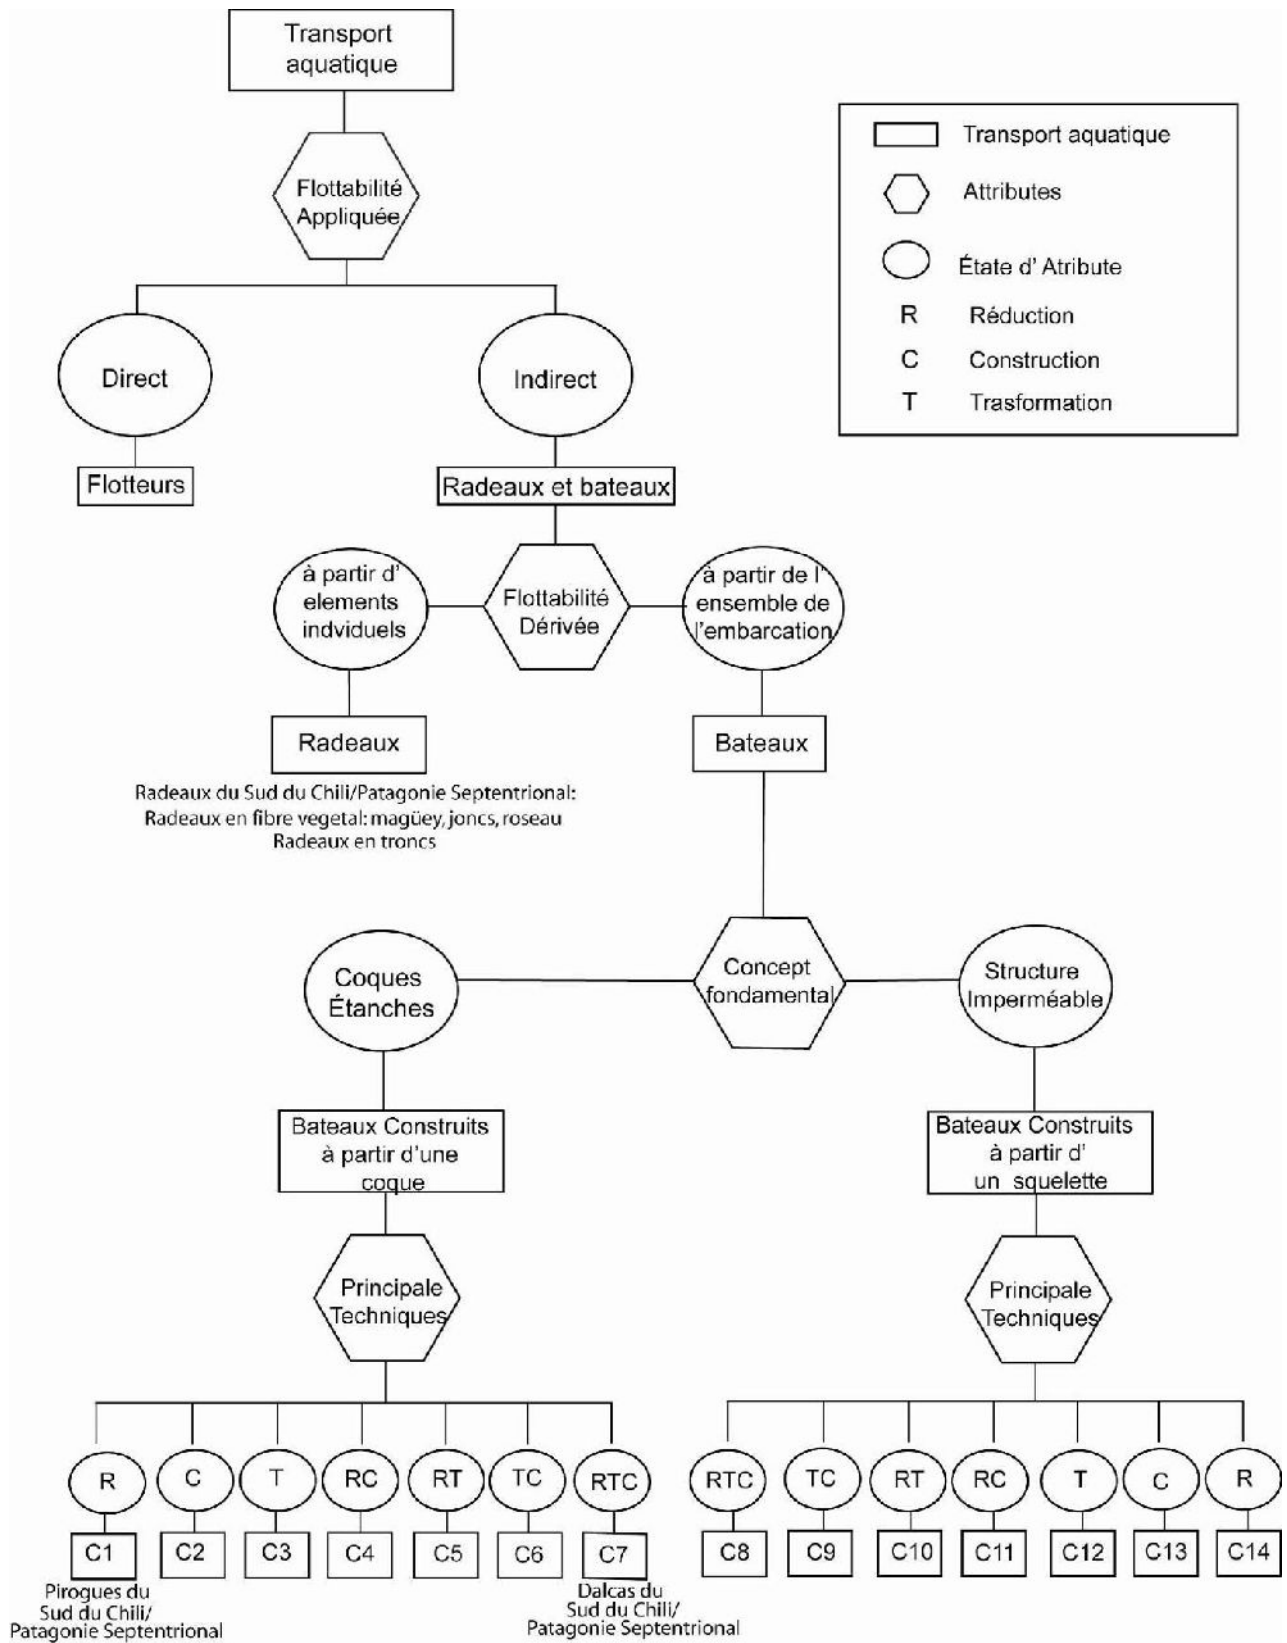 Transport
aquatique
Transport aquatique
Attributes
Étate d' Atribute
R Réduction
C Construction
T Trasformation
Flottabilité
Appliquée
Direct
Indirect
Flotteurs
Radeaux et bateaux
à partir d'
elements
indviduels
Flottabilité
Dérivée
à partir de l'
ensemble de
l'embarcation
Radeaux
Bateaux
Radeaux du Sud du Chili/Patagonie Septentrional:
Radeaux en fibre vegetal: magüey, joncs, roseau
Radeaux en troncs
Coques
Étanches
Concept
fondamental
Structure
Imperméable
Bateaux Construits
à partir d'une
coque
Bateaux Construits
à partir d'
un squelette
Principale
Techniques
Principale
Techniques
R C T RC RT TC RTC RTC TC RT RC T C R
C1 C2 C3 C4 C5 C6 C7 C8 C9 C10 C11 C12 C13 C14
Pirogues du
Sud du Chili/
Patagonie Septentrional
Dalcas du
Sud du Chili/
Patagonie Septentrional